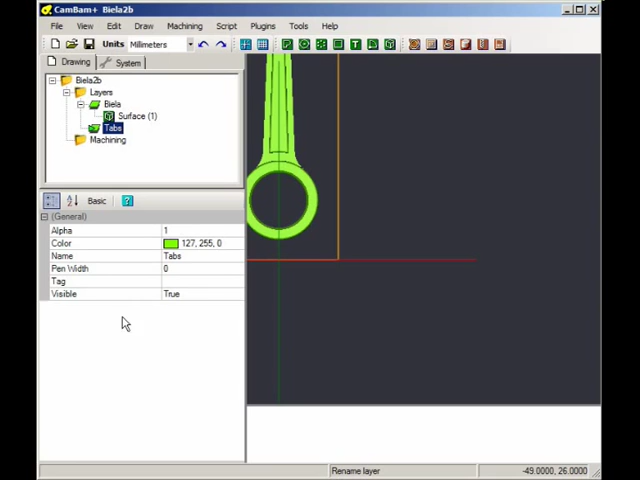 CamBam+ Biela2b
File View Edit Draw Machining Script Plugins Tools Help
Units Millimeters
Drawing System
Biela2b
Layers
Biela
Surface (1)
Tabs
Machining
Basic
(General)
Alpha 1
Color 127, 255, 0
Name Tabs
Pen Width 0
Tag
Visible True
Rename layer -49.0000, 26.0000